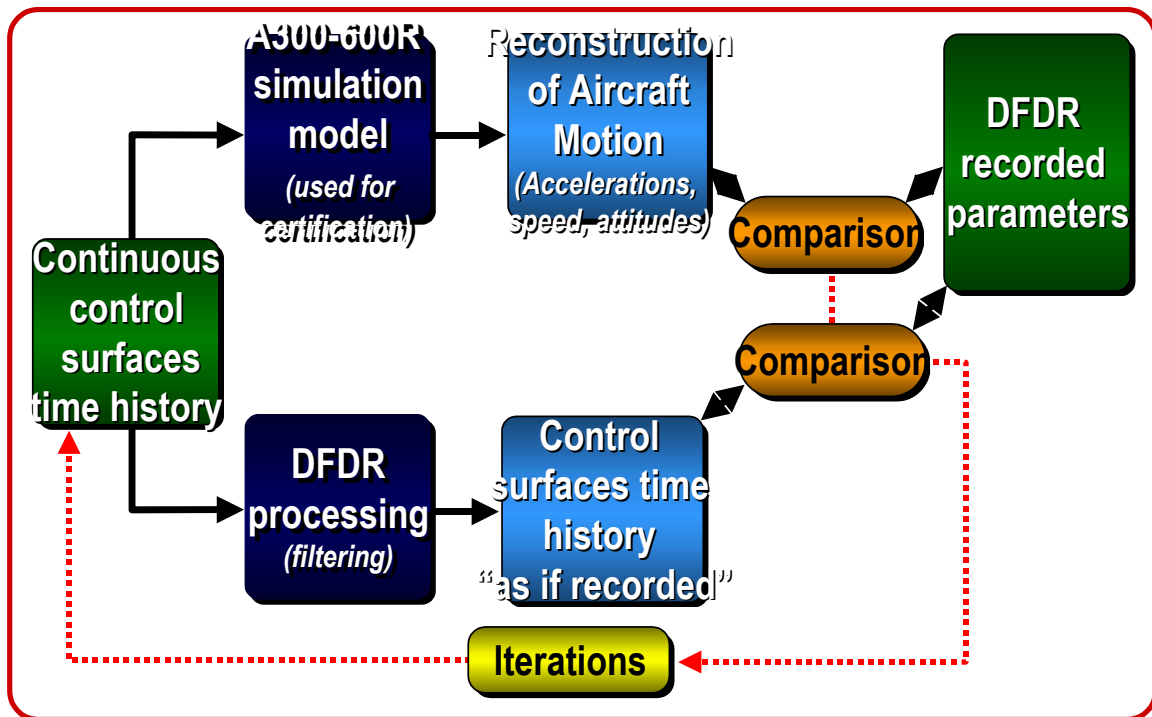 A300-600R
simulation
model
(used for
certification)
Reconstruction
of Aircraft
Motion
(Accelerations,
speed, attitudes)
DFDR
recorded
parameters
Comparison
Continuous
control
surfaces
time history
Comparison
DFDR
processing
(filtering)
Control
surfaces time
history
“as if recorded”
Iterations